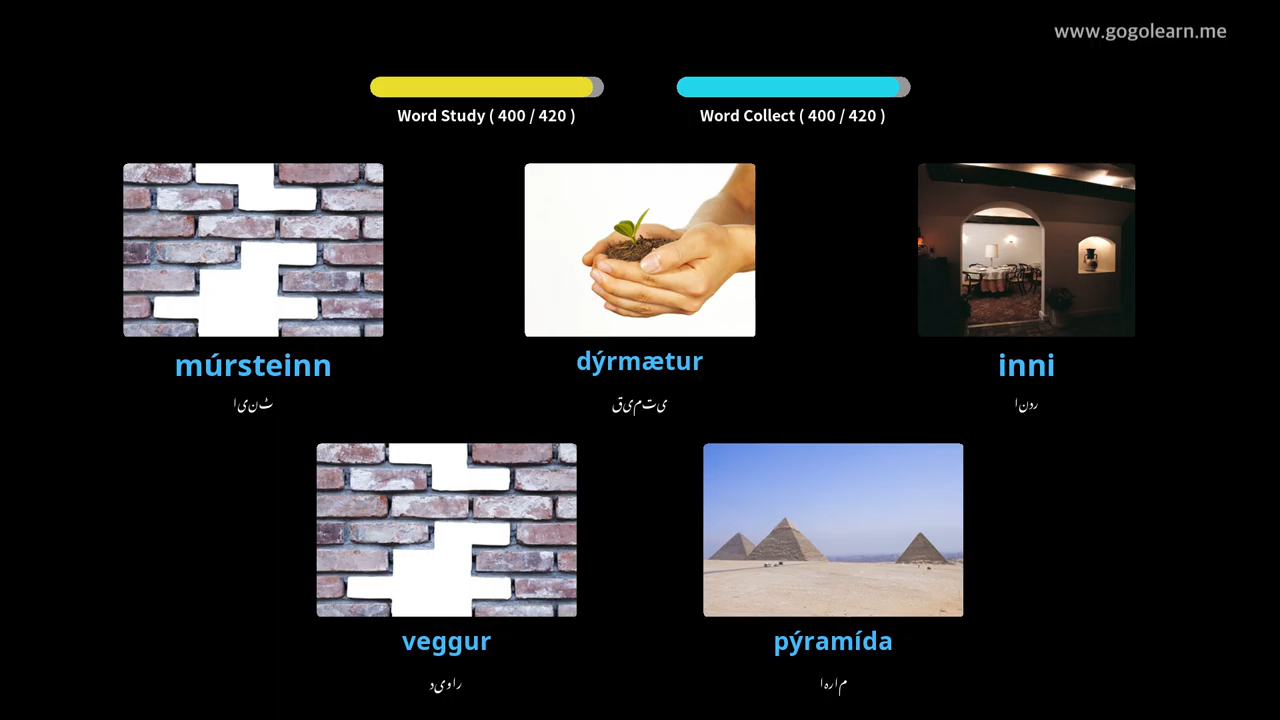 www.gogolearn.me
Word Study ( 400 / 420 )
Word Collect ( 400 / 420 )
múrsteinn
اینٹ
dýrmætur
قیمتی
inni
اندر
veggur
دیوار
pýramída
اہرام